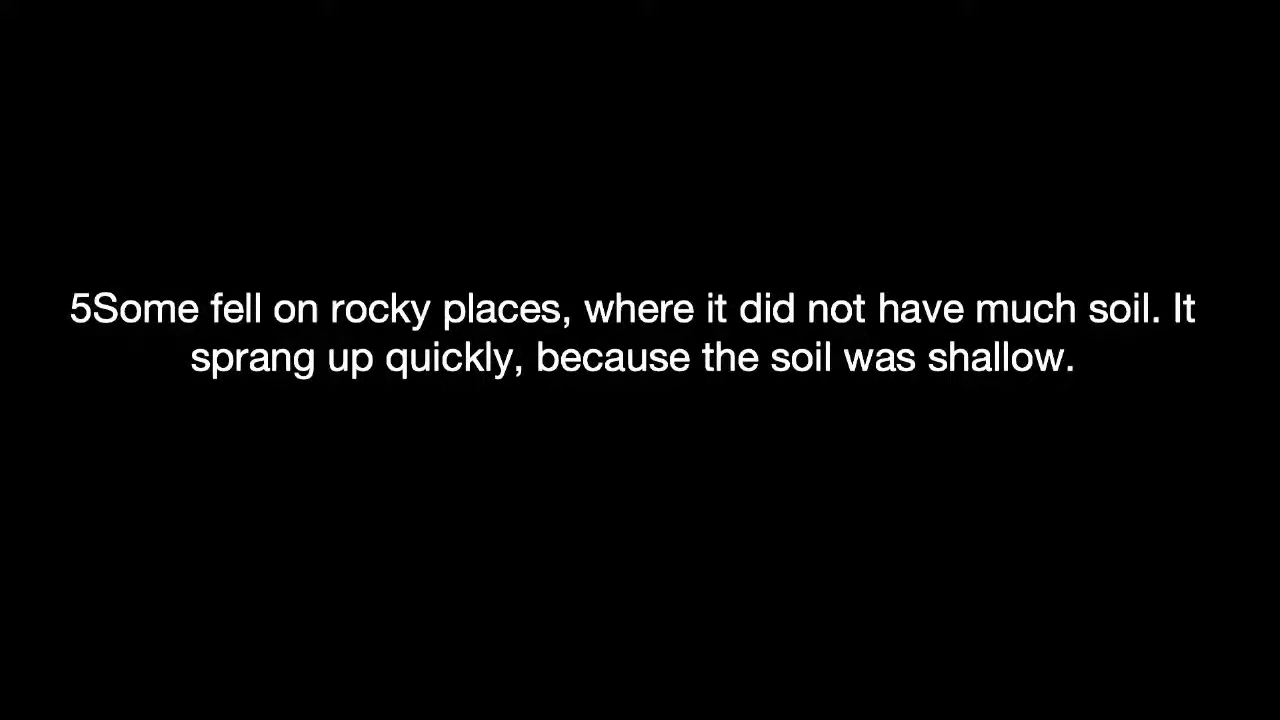 5Some fell on rocky places, where it did not have much soil. It
sprang up quickly, because the soil was shallow.